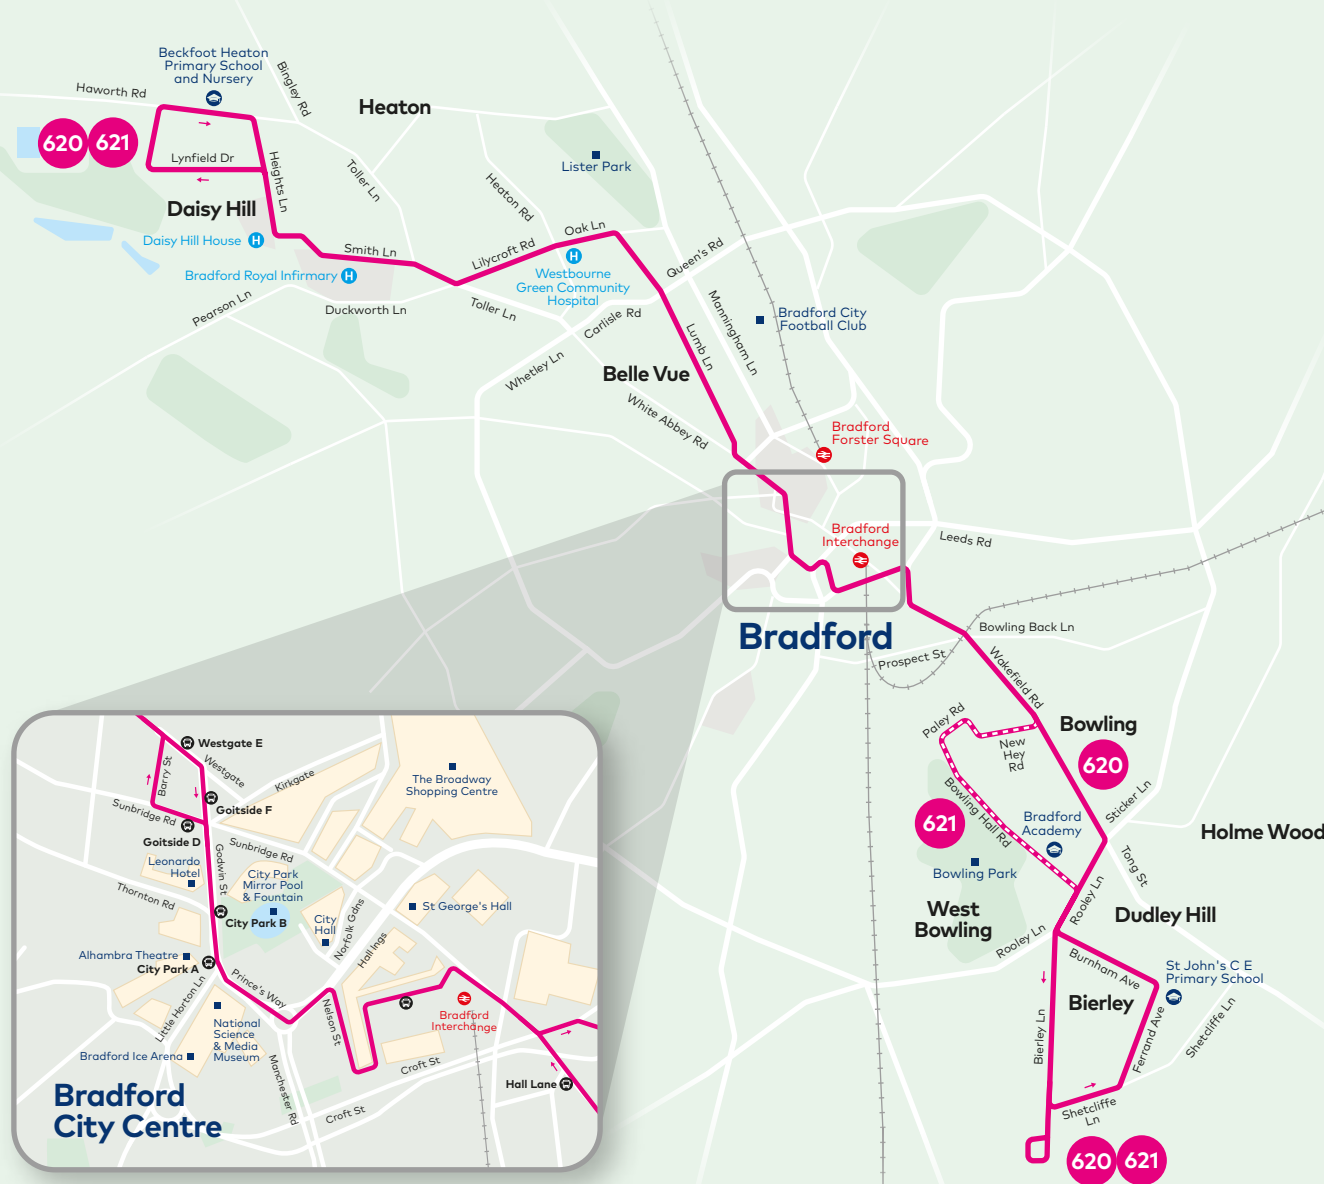 Beckfoot Heaton
Primary School
and Nursery
Haworth Rd
Bingley Rd
Heaton
620
621
Lynfield Dr
Heights Ln
Toller Ln
Heaton Rd
Lister Park
Daisy Hill
Daisy Hill House
H
Smith Ln
Lilycroft Rd
Oak Ln
Queen's Rd
Bradford Royal Infirmary
H
H
Westbourne
Green Community
Hospital
Pearson Ln
Duckworth Ln
Toller Ln
Carlisle Rd
Manningham Ln
Bradford City
Football Club
Lumb Ln
Whetley Ln
Belle Vue
White Abbey Rd
Bradford
Forster Square
Bradford
Interchange
Leeds Rd
Bradford
Bowling Back Ln
Prospect St
Wakefield Rd
Paley Rd
New
Hey
Rd
Bowling
620
Bowling Hall Rd
621
Bradford
Academy
Sticker Ln
Holme Wood
Bowling Park
Tong St
West
Bowling
Rooley Ln
Rooley Ln
Dudley Hill
Burnham Ave
St John's C E
Primary School
Bierley
Bierley Ln
Ferrand Ave
Shetcliffe Ln
Shetcliffe
Ln
620
621
Westgate E
Westgate
Barry St
Kirkgate
The Broadway
Shopping Centre
Goitside F
Sunbridge Rd
Goitside D
Sunbridge Rd
Leonardo
Hotel
Godwin St
City Park
Mirror Pool
& Fountain
Thornton Rd
City Park B
City
Hall
Norfolk Gdns
St George's Hall
Hall Ings
Alhambra Theatre
City Park A
Prince's Way
Little Horton Ln
Nelson St
Bradford
Interchange
National
Science
& Media
Museum
Bradford Ice Arena
Manchester Rd
Croft St
Croft St
Hall Lane
Bradford
City Centre